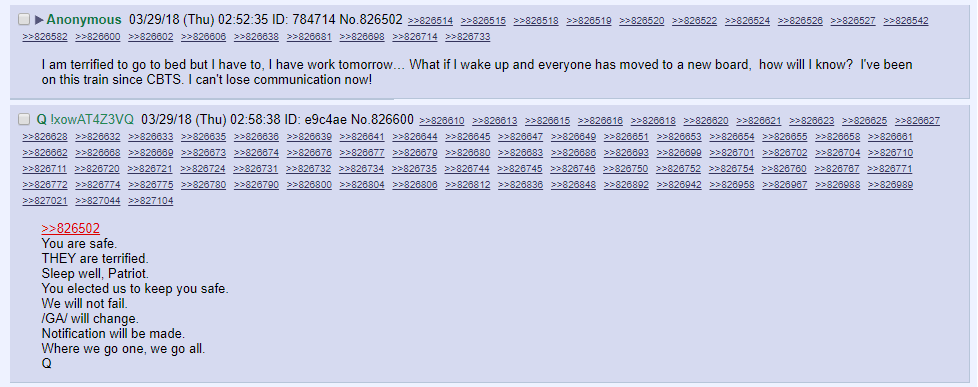 ▶Anonymous 03/29/18 (Thu) 02:52:35 ID: 784714 No.826502 >>826514 >>826515 >>826518 >>826519 >>826520 >>826522 >>826524 >>826526 >>826527 >>826542
>>826582 >>826600 >>826602 >>826606 >>826638 >>826681 >>826698 >>826714 >>826733
I am terrified to go to bed but I have to, I have work tomorrow… What if I wake up and everyone has moved to a new board, how will I know? I've been
on this train since CBTS. I can't lose communication now!
Q !xowAT4Z3VQ 03/29/18 (Thu) 02:58:38 ID: e9c4ae No.826600 >>826610 >>826613 >>826615 >>826616 >>826618 >>826620 >>826621 >>826623 >>826625 >>826627
>>826628 >>826632 >>826633 >>826635 >>826636 >>826639 >>826641 >>826644 >>826645 >>826647 >>826649 >>826651 >>826653 >>826654 >>826655 >>826658 >>826661
>>826662 >>826668 >>826669 >>826673 >>826674 >>826676 >>826677 >>826679 >>826680 >>826683 >>826686 >>826693 >>826699 >>826701 >>826702 >>826704 >>826710
>>826711 >>826720 >>826721 >>826724 >>826731 >>826732 >>826734 >>826735 >>826744 >>826745 >>826746 >>826750 >>826752 >>826754 >>826760 >>826767 >>826771
>>826772 >>826774 >>826775 >>826780 >>826790 >>826800 >>826804 >>826806 >>826812 >>826836 >>826848 >>826892 >>826942 >>826958 >>826967 >>826988 >>826989
>>827021 >>827044 >>827104
>>826502
You are safe.
THEY are terrified.
Sleep well, Patriot.
You elected us to keep you safe.
We will not fail.
/GA/ will change.
Notification will be made.
Where we go one, we go all.
Q